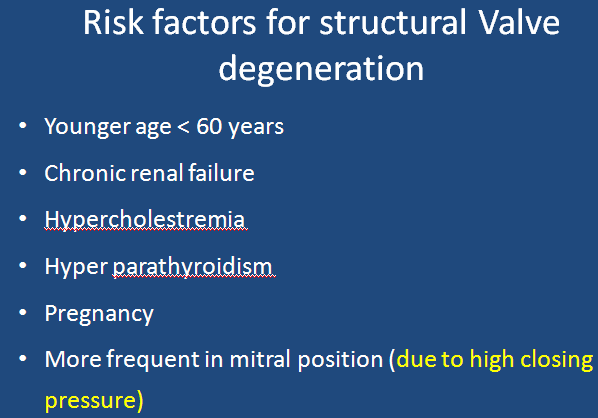 Risk factors for structural Valve
degeneration
• Younger age < 60 years
• Chronic renal failure
• Hypercholestremia
• Hyper parathyroidism
• Pregnancy
• More frequent in mitral position (due to high closing
pressure)